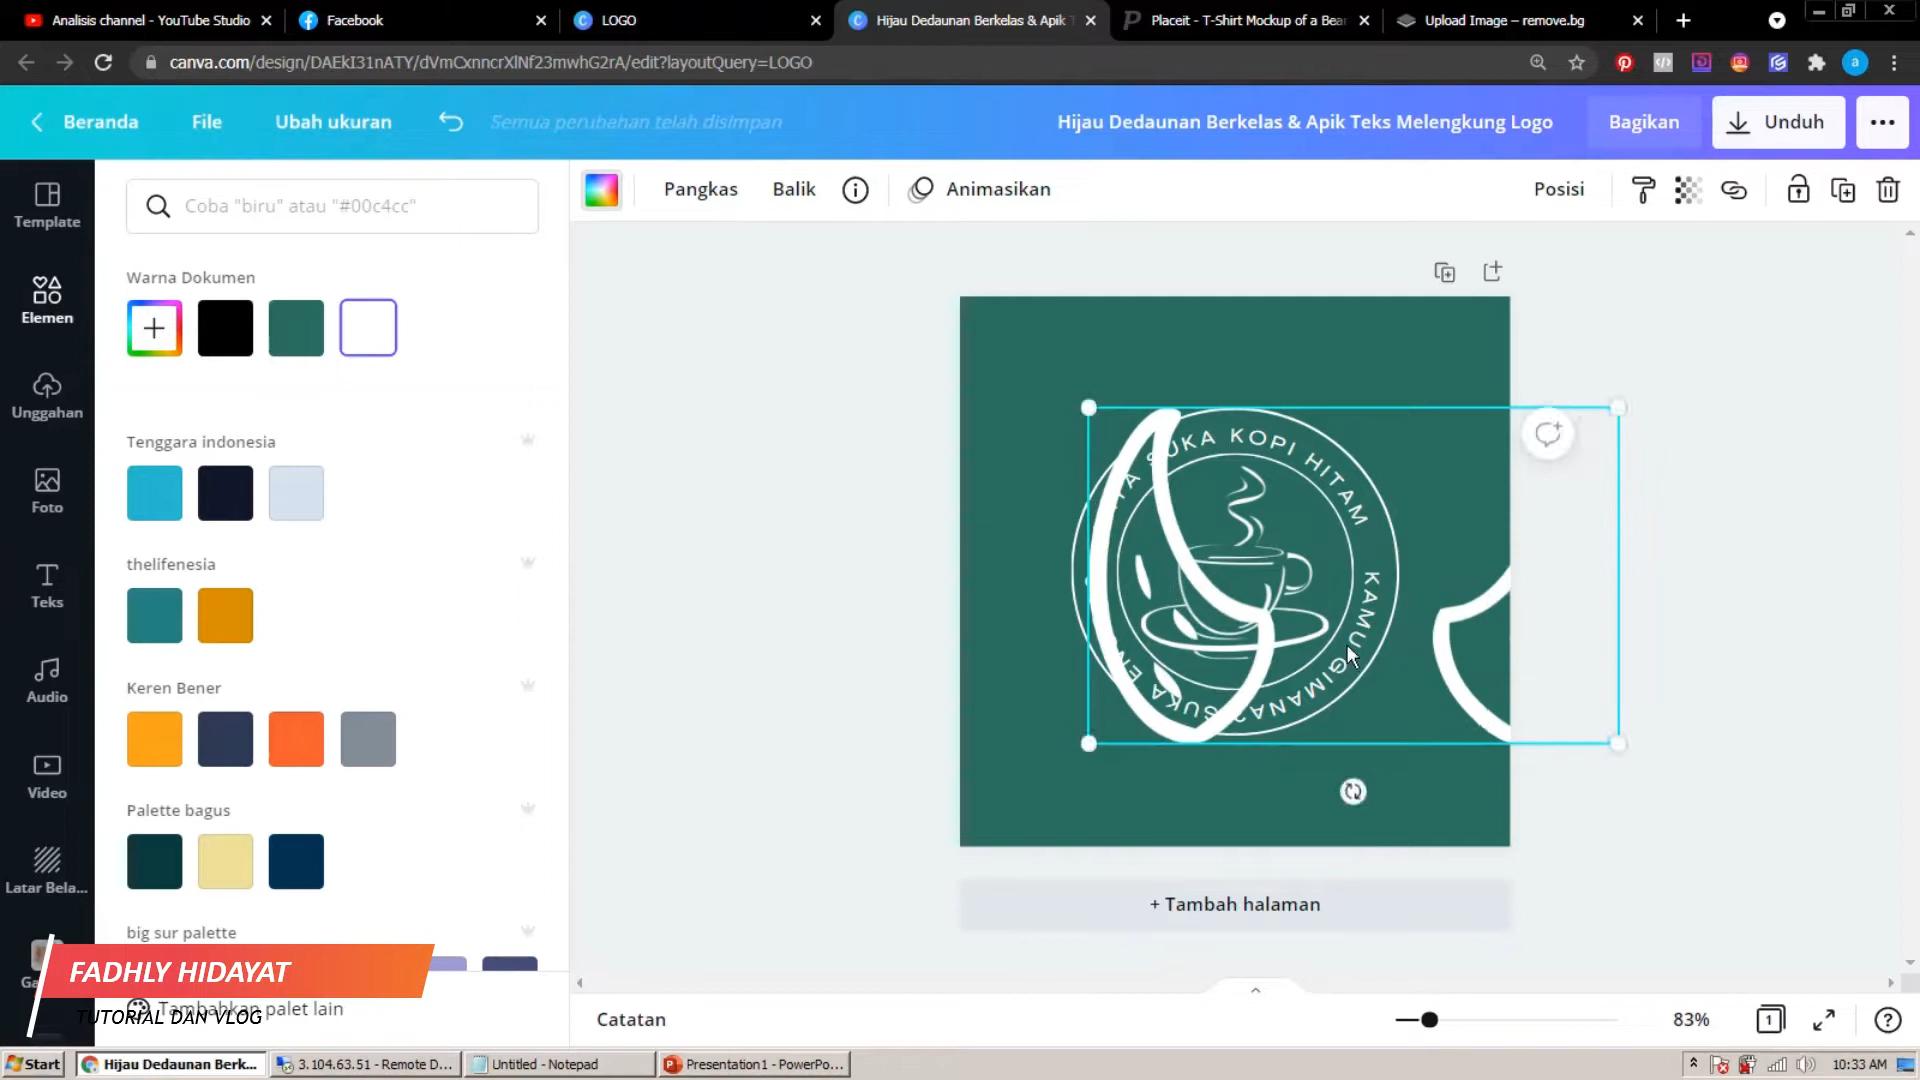 Analisis channel - YouTube Studio
Facebook
LOGO
Hijau Dedaunan Berkelas & Apik T
Placeit - T-Shirt Mockup of a Bear
Upload Image – remove.bg
canva.com/design/DAEkI31nATY/dVmCxnncrXlNf23mwhG2rA/edit?layoutQuery=LOGO
a
Beranda
File
Ubah ukuran
Semua perubahan telah disimpan
Hijau Dedaunan Berkelas & Apik Teks Melengkung Logo
Bagikan
Unduh
Template
Elemen
Unggahan
Foto
Teks
Audio
Video
Latar Bela...
Coba "biru" atau "#00c4cc"
Pangkas
Balik
Animasikan
Posisi
Warna Dokumen
Tenggara indonesia
thelifenesia
Keren Bener
Palette bagus
big sur palette
Tambahkan palet lain
SUKA KOPI HITAM
KAMU GIMANA? SUKA
+ Tambah halaman
FADHLY HIDAYAT
TUTORIAL DAN VLOG
Catatan
83%
1
Start
Hijau Dedaunan Berk...
3.104.63.51 - Remote D...
Untitled - Notepad
Presentation1 - PowerPo...
10:33 AM